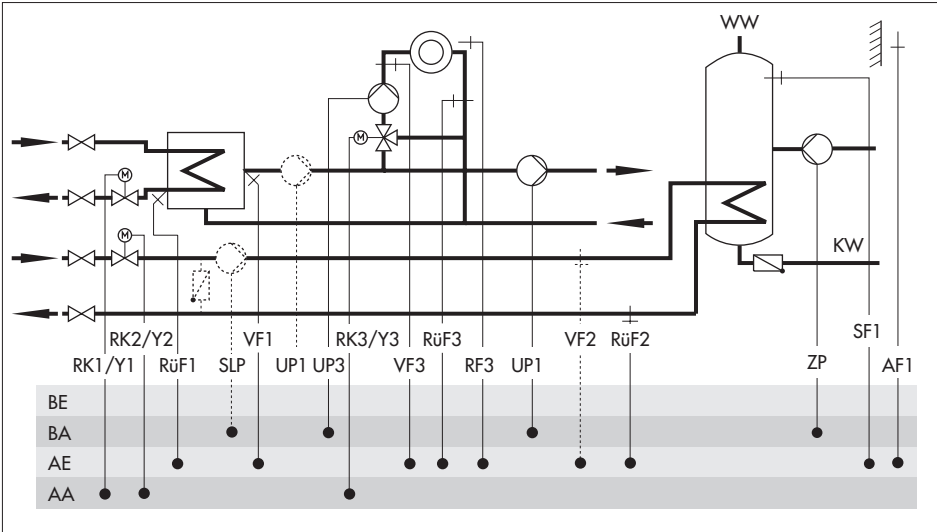 WW
M
M
M
KW
RK2/Y2 VF1 RK3/Y3 RüF3 VF2 RüF2 SF1
RK1/Y1 RüF1 SLP UP1 UP3 VF3 RF3 UP1 ZP AF1
BE
BA
AE
AA